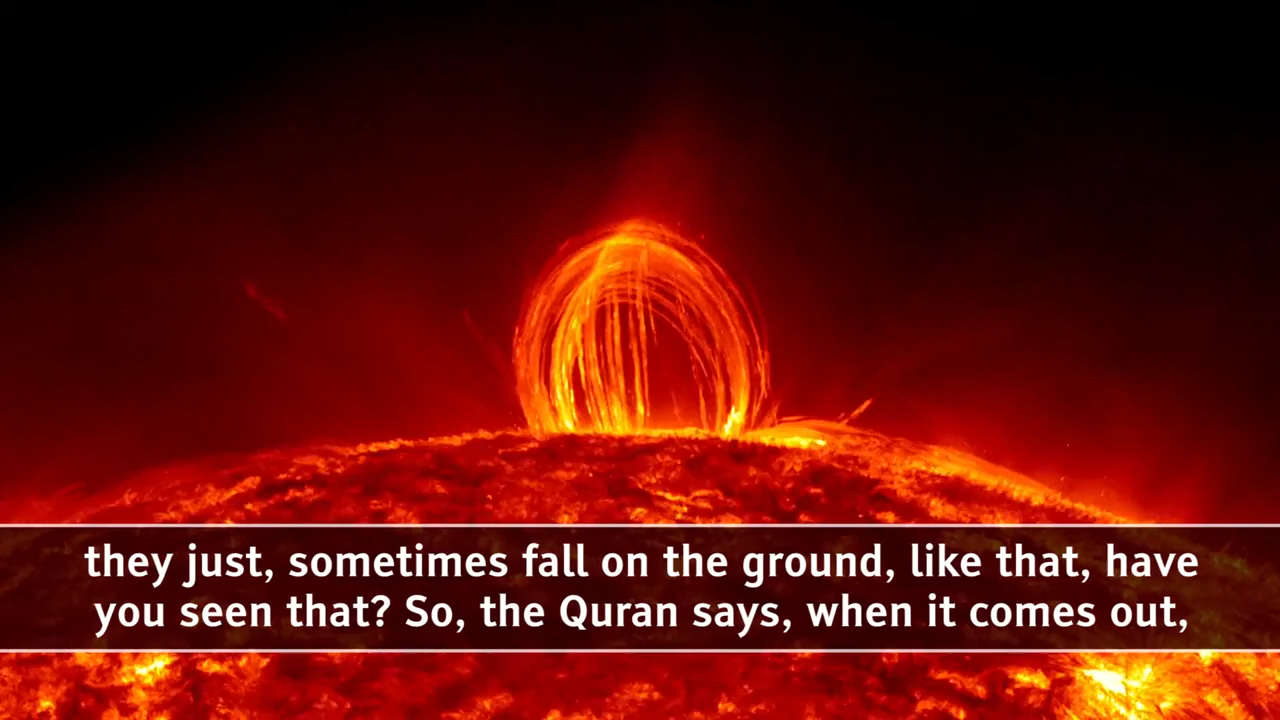 they just, sometimes fall on the ground, like that, have
you seen that? So, the Quran says, when it comes out,